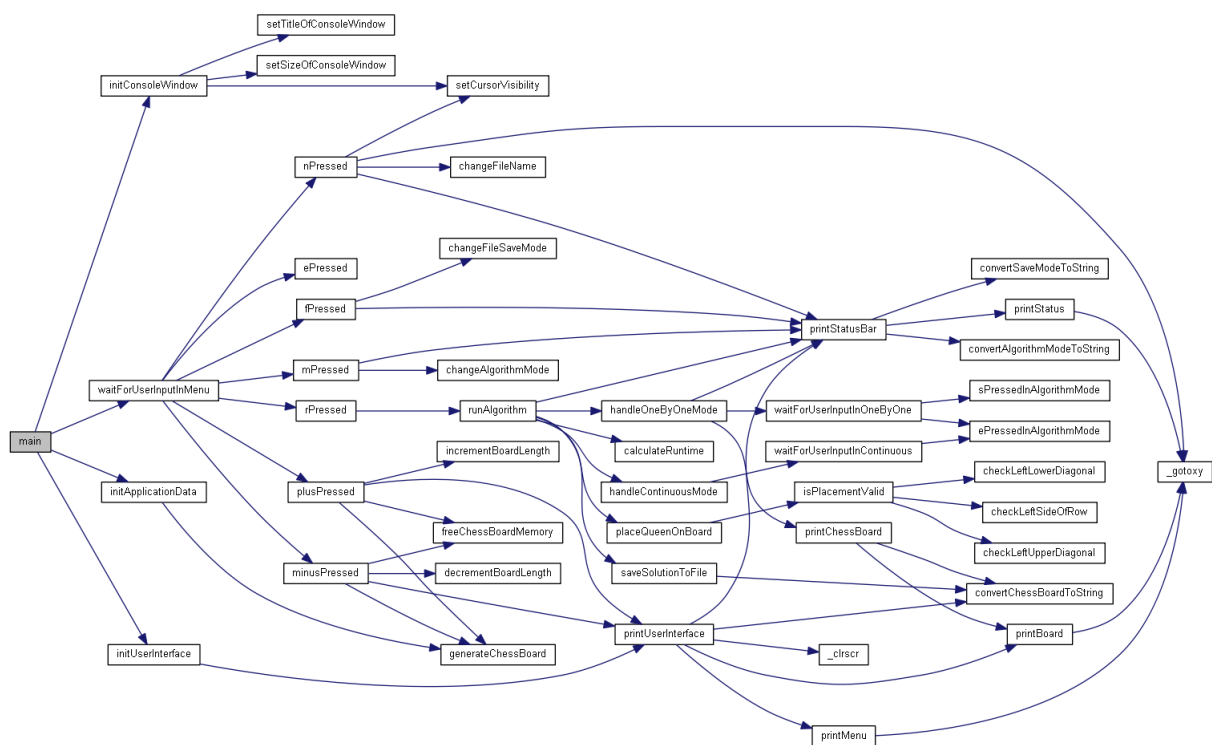 setTitleOfConsoleWindow
setSizeOfConsoleWindow
initConsoleWindow
setCursorVisibility
nPressed
changeFileName
changeFileSaveMode
ePressed
convertSaveModeToString
fPressed
printStatus
printStatusBar
convertAlgorithmModeToString
mPressed
changeAlgorithmMode
waitForUserInputInMenu
sPressedInAlgorithmMode
rPressed
runAlgorithm
handleOneByOneMode
waitForUserInputInOneByOne
ePressedInAlgorithmMode
main
incrementBoardLength
calculateRuntime
waitForUserInputInContinuous
_gotoxy
checkLeftLowerDiagonal
initApplicationData
plusPressed
handleContinuousMode
isPlacementValid
checkLeftSideOfRow
freeChessBoardMemory
placeQueenOnBoard
printChessBoard
checkLeftUpperDiagonal
minusPressed
decrementBoardLength
saveSolutionToFile
convertChessBoardToString
printUserInterface
printBoard
initUserInterface
generateChessBoard
_clrscr
printMenu